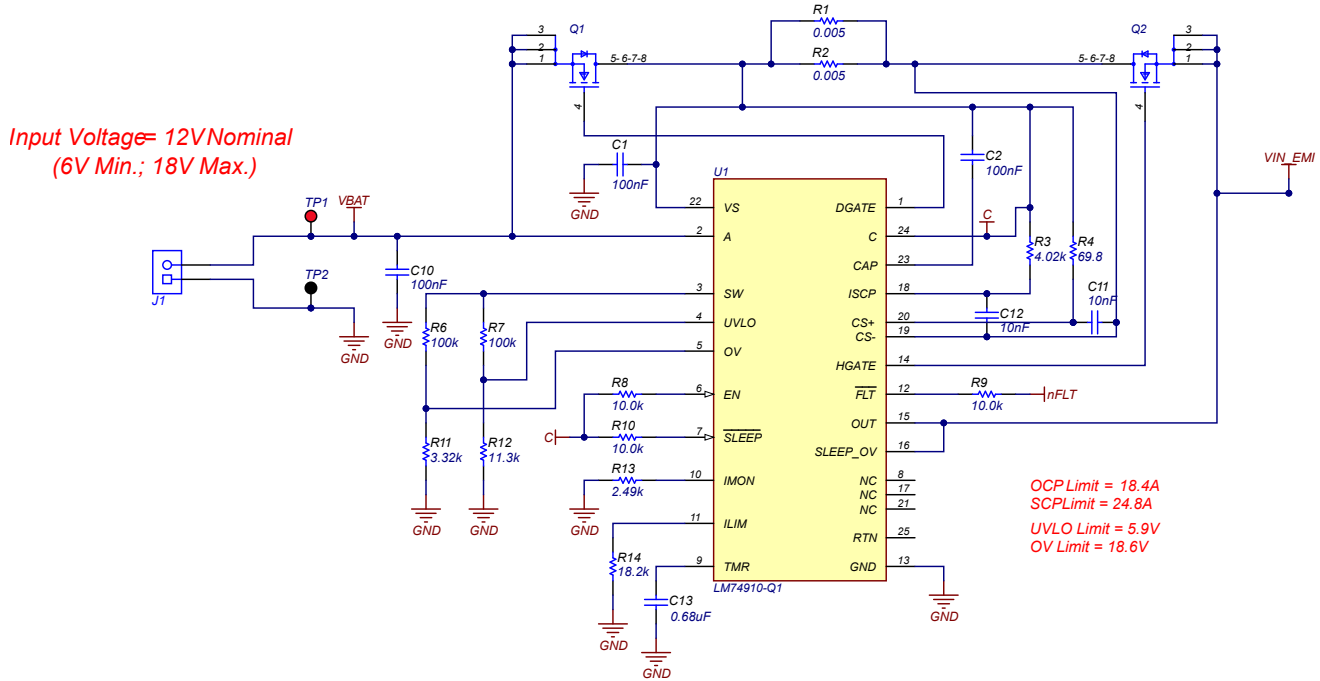 R1
0.005
R2
0.005
Q1
3
2
1
5- 6-7-8
4
Q2
5- 6-7-8
3
2
1
4
Input Voltage= 12V Nominal
(6V Min.; 18V Max.)
C1
100nF
GND
C2
100nF
VIN_EMI
U1
TP1
VBAT
J1
TP2
GND
C10
100nF
GND
22 VS
2 A
3 SW
4 UVLO
5 OV
6 EN
7 SLEEP
10 IMON
11 ILIM
9 TMR
DGATE 1
C 24
CAP 23
ISCP 18
CS+ 20
CS- 19
HGATE 14
FLT 12
OUT 15
SLEEP_OV 16
NC 8
NC 17
NC 21
RTN 25
GND 13
LM74910-Q1
C
R3
4.02k
R4
69.8
C11
10nF
C12
10nF
R6
100k
R7
100k
R8
10.0k
R9
10.0k
nFLT
C
R10
10.0k
R11
3.32k
R12
11.3k
R13
2.49k
GND
GND
GND
R14
18.2k
GND
C13
0.68uF
GND
GND
OCP Limit = 18.4A
SCPLimit = 24.8A
UVLO Limit = 5.9V
OV Limit = 18.6V